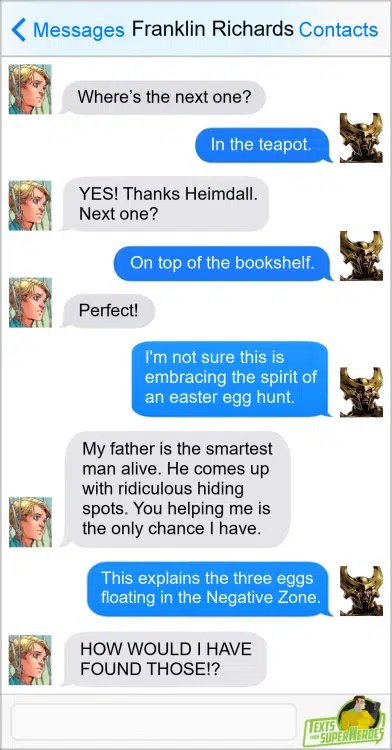 Messages Franklin Richards Contacts
Where's the next one?
In the teapot.
YES! Thanks Heimdall.
Next one?
On top of the bookshelf.
Perfect!
I'm not sure this is
embracing the spirit of
an easter egg hunt.
My father is the smartest
man alive. He comes up
with ridiculous hiding
spots. You helping me is
the only chance I have.
This explains the three eggs
floating in the Negative Zone.
HOW WOULD I HAVE
FOUND THOSE!?
TEXTS
FROM SUPERHEROES